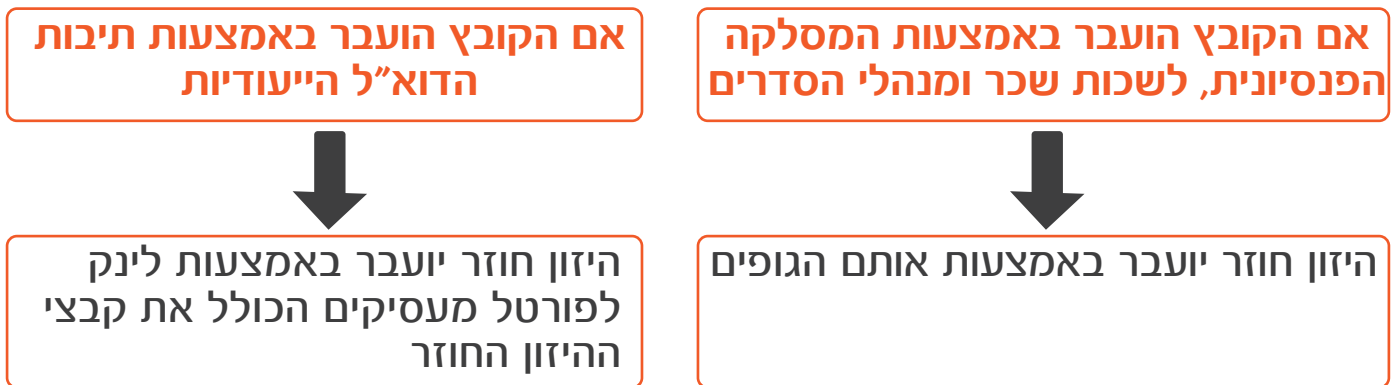 אם הקובץ הועבר באמצעות המסלקה
הפנסיונית, לשכות שכר ומנהלי הסדרים
היזון חוזר יועבר באמצעות אותם הגופים
אם הקובץ הועבר באמצעות תיבות
הדוא"ל הייעודיות
היזון חוזר יועבר באמצעות לינק
לפורטל מעסיקים הכולל את קבצי
ההיזון החוזר